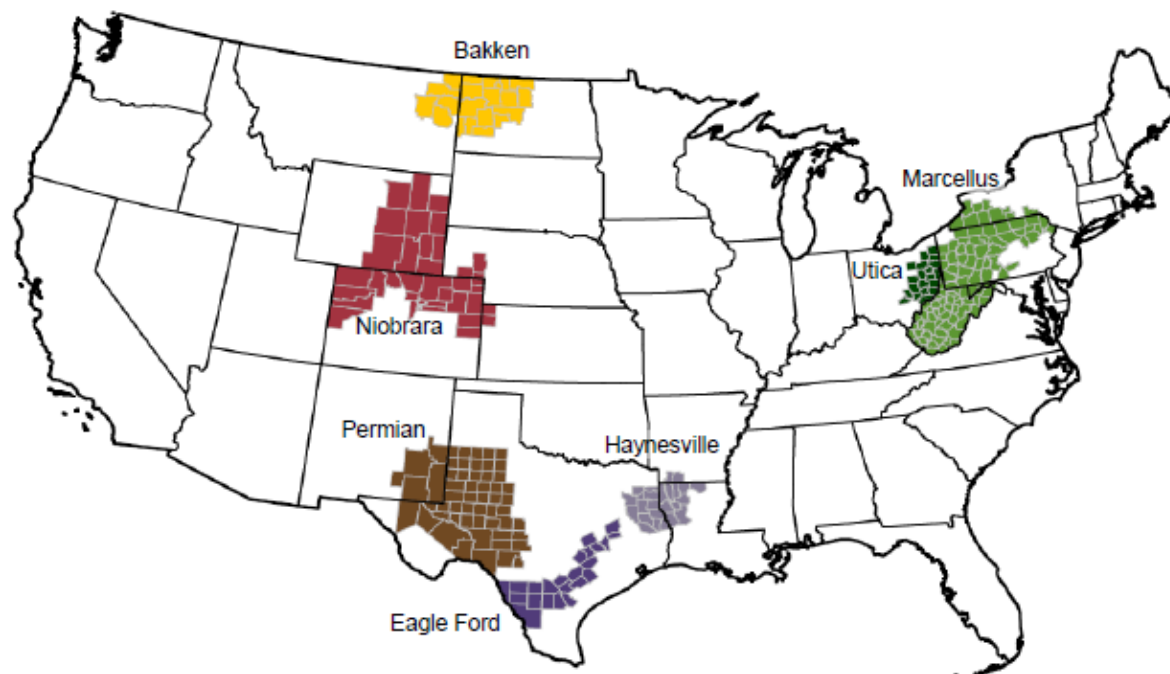 Bakken
Marcellus
Utica
Niobrara
Permian
Haynesville
Eagle Ford